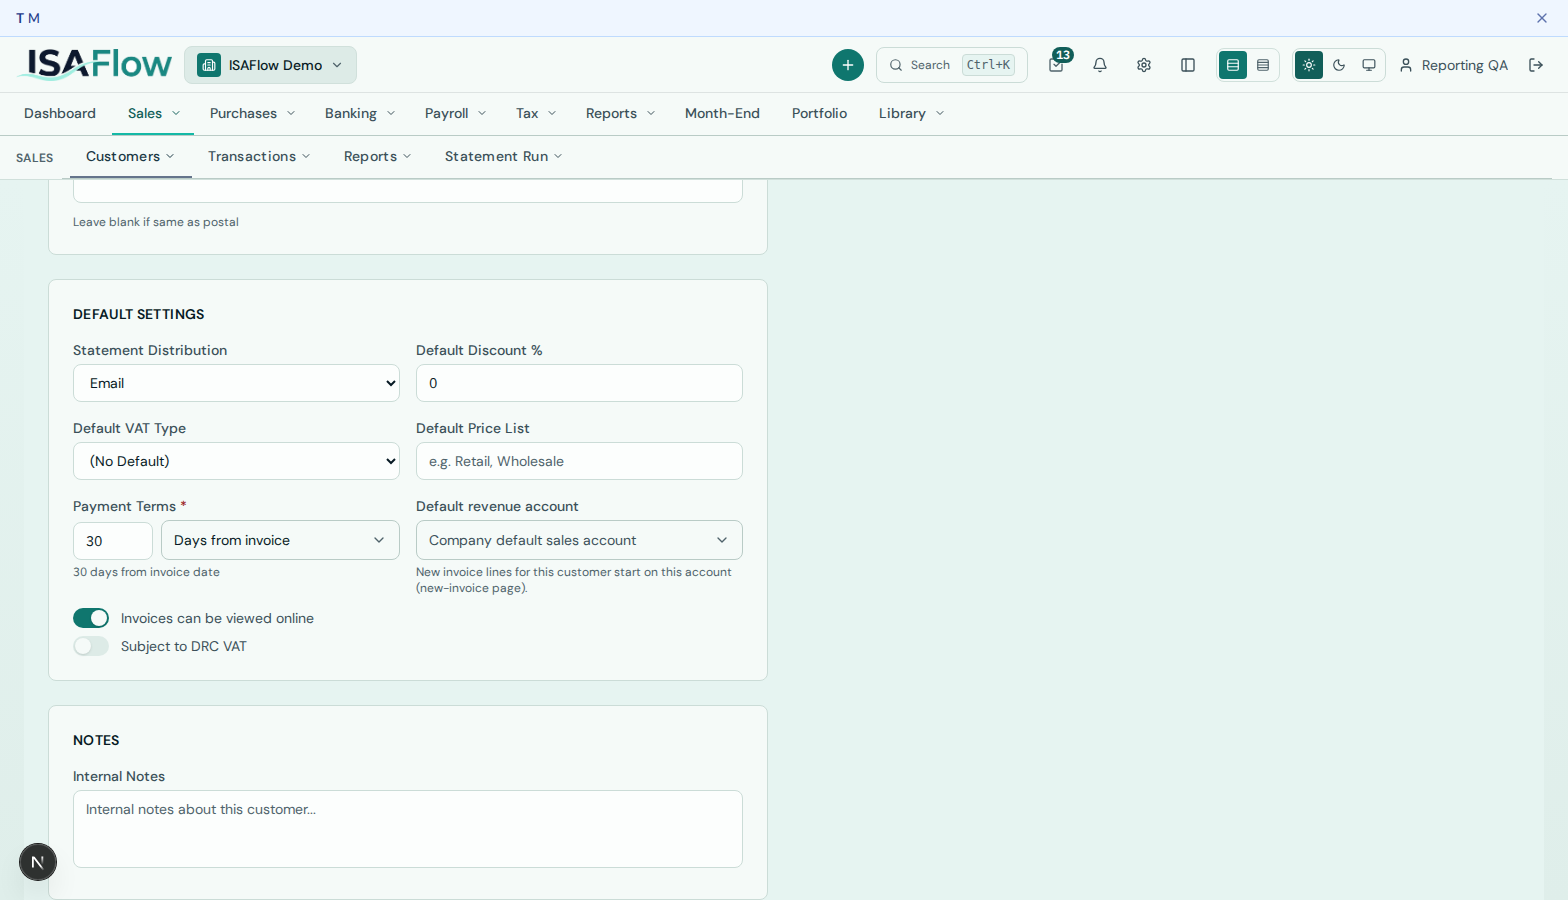 T M
ISAFlow
ISAFlow Demo
Search Ctrl+K
13
Reporting QA
Dashboard Sales Purchases Banking Payroll Tax Reports Month-End Portfolio Library
SALES Customers Transactions Reports Statement Run
Leave blank if same as postal
DEFAULT SETTINGS
Statement Distribution Default Discount %
Email 0
Default VAT Type Default Price List
(No Default) e.g. Retail, Wholesale
Payment Terms * Default revenue account
30 Days from invoice Company default sales account
30 days from invoice date New invoice lines for this customer start on this account
(new-invoice page).
Invoices can be viewed online
Subject to DRC VAT
NOTES
Internal Notes
Internal notes about this customer...
N